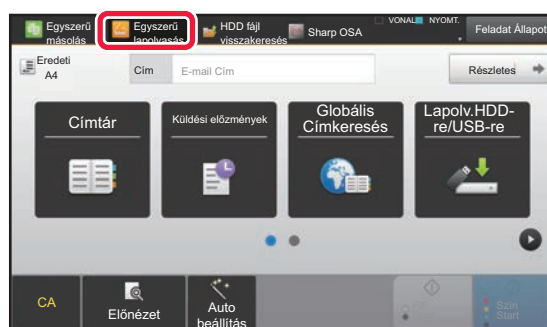 Egyszerű
másolás
Egyszerű
lapolvasás
HDD fájl
visszakeresés
Sharp OSA
VONAL
NYOMT.
Feladat Állapot
Eredeti
A4
Cím
E-mail Cím
Részletes
Címtár
Küldési előzmények
Globális
Címkeresés
Lapolv.HDD-
re/USB-re
CA
Előnézet
Auto
beállítás
Szín
Start